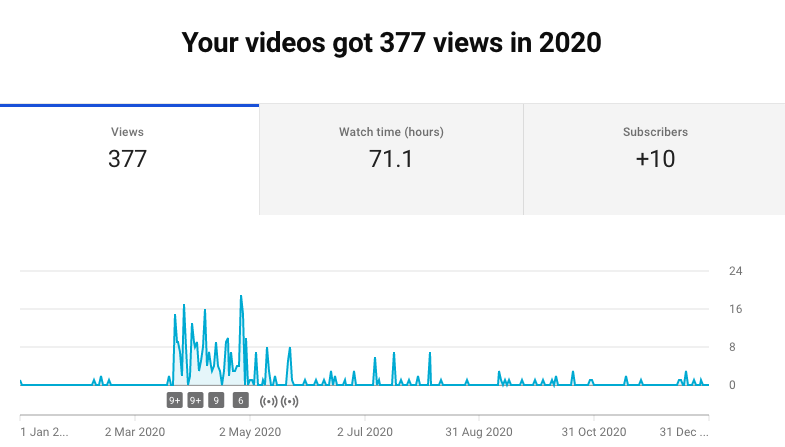 Your videos got 377 views in 2020
Views
377
Watch time (hours)
71.1
Subscribers
+10
24
16
8
0
9+ 9+ 9 6
1 Jan 2... 2 Mar 2020 2 May 2020 2 Jul 2020 31 Aug 2020 31 Oct 2020 31 Dec ...